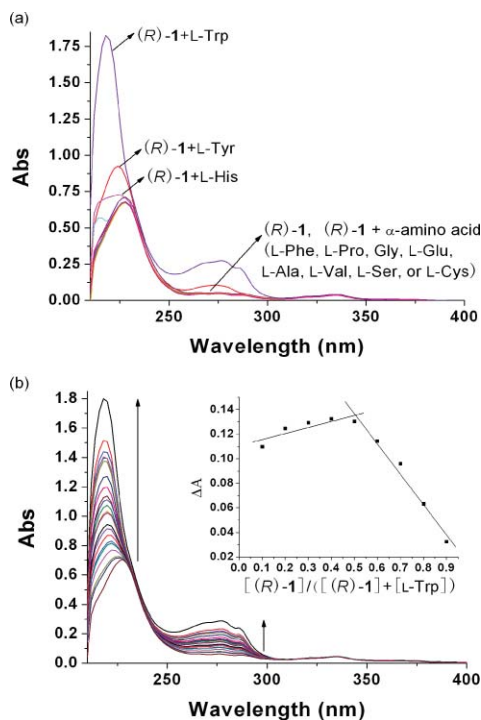 (a)
Abs
1.75
1.50
1.25
1.00
0.75
0.50
0.25
0.00
(R)-1+L-Trp
(R)-1+L-Tyr
(R)-1+L-His
(R)-1, (R)-1 + α-amino acid
(L-Phe, L-Pro, Gly, L-Glu,
L-Ala, L-Val, L-Ser, or L-Cys)
250 300 350 400
Wavelength (nm)
(b)
Abs
1.8
1.6
1.4
1.2
1.0
0.8
0.6
0.4
0.2
0.0
ΔA
0.14
0.12
0.10
0.08
0.06
0.04
0.02
0.0 0.1 0.2 0.3 0.4 0.5 0.6 0.7 0.8 0.9 1.0
[(R)-1]/([(R)-1]+[L-Trp])
250 300 350 400
Wavelength (nm)